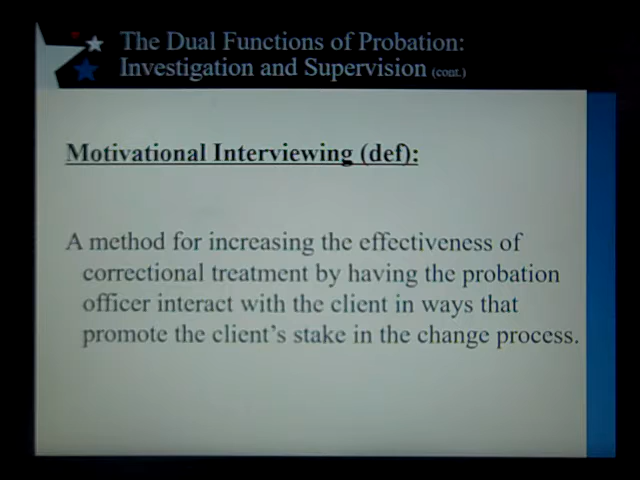 The Dual Functions of Probation:
Investigation and Supervision (cont.)
Motivational Interviewing (def):
A method for increasing the effectiveness of
correctional treatment by having the probation
officer interact with the client in ways that
promote the client's stake in the change process.